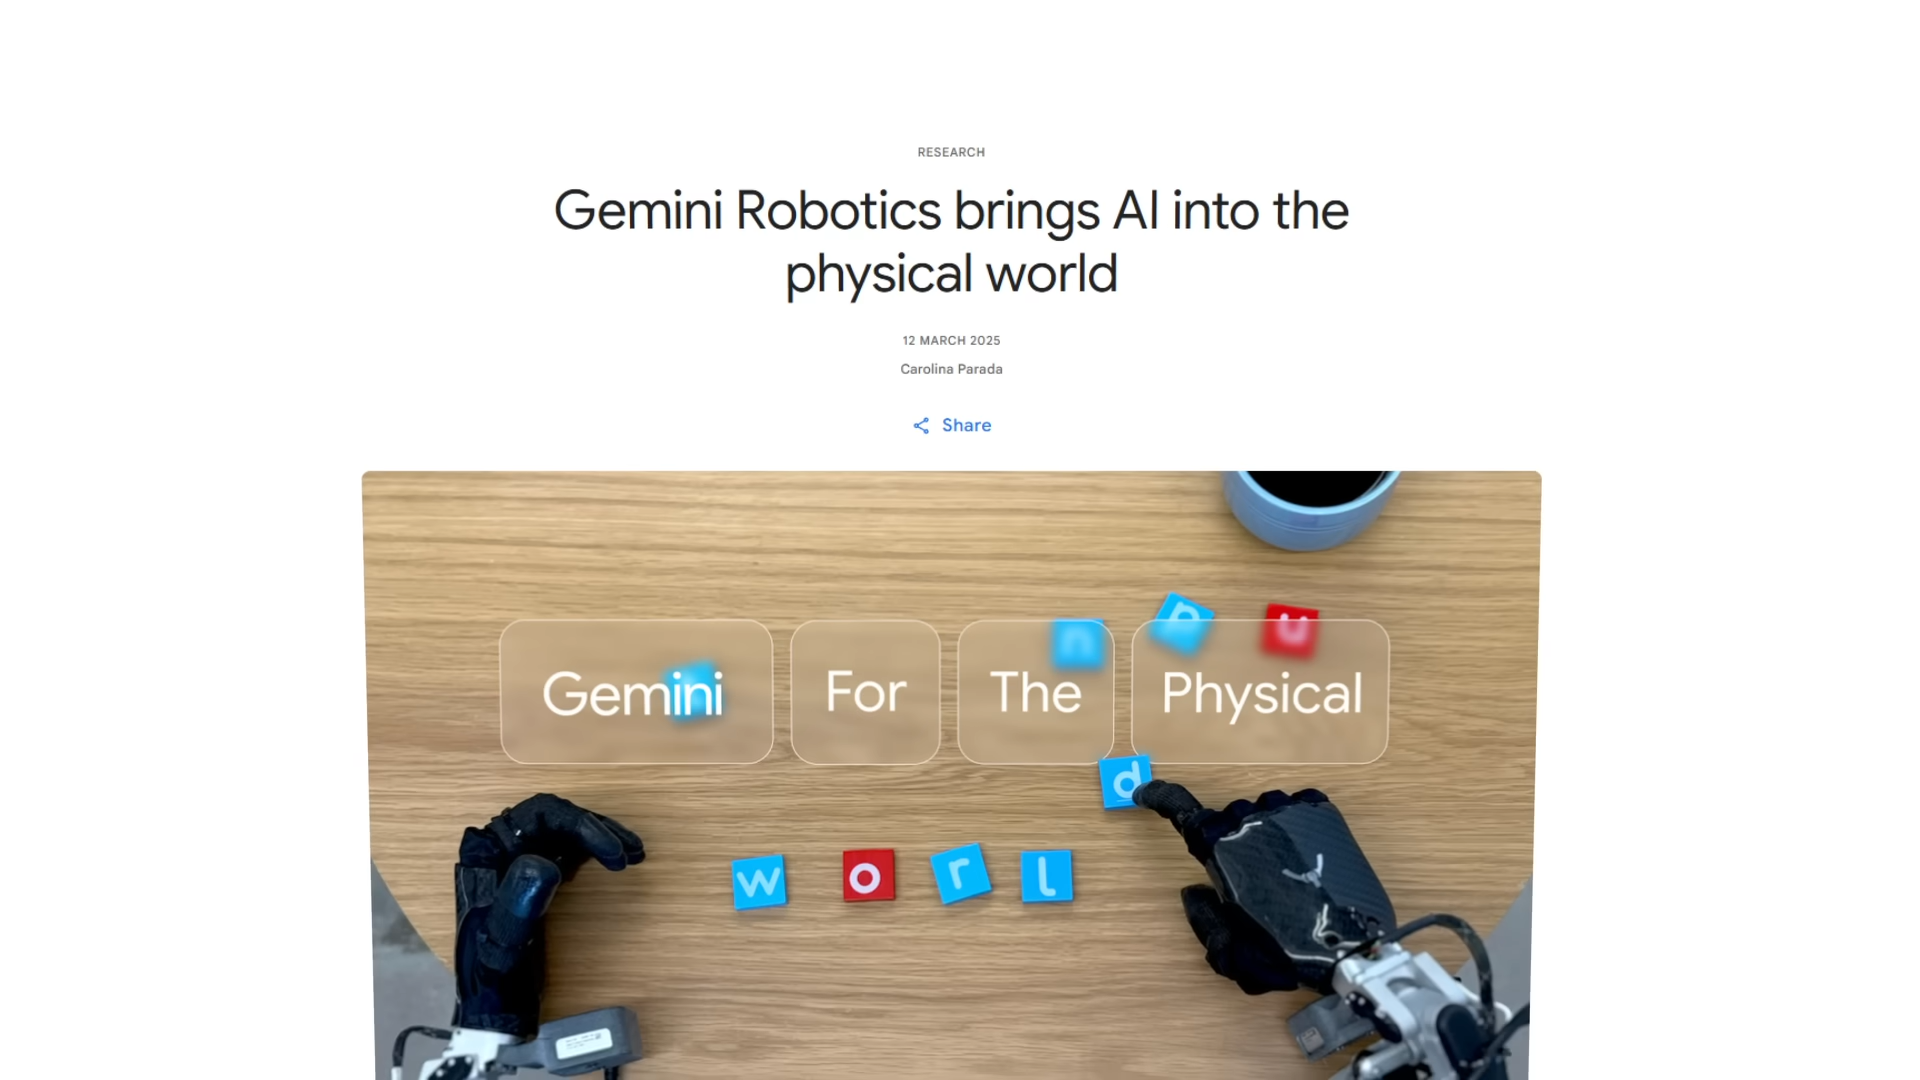 RESEARCH
Gemini Robotics brings AI into the
physical world
12 MARCH 2025
Carolina Parada
Share
n p u
Gemini For The Physical
d
w o r l